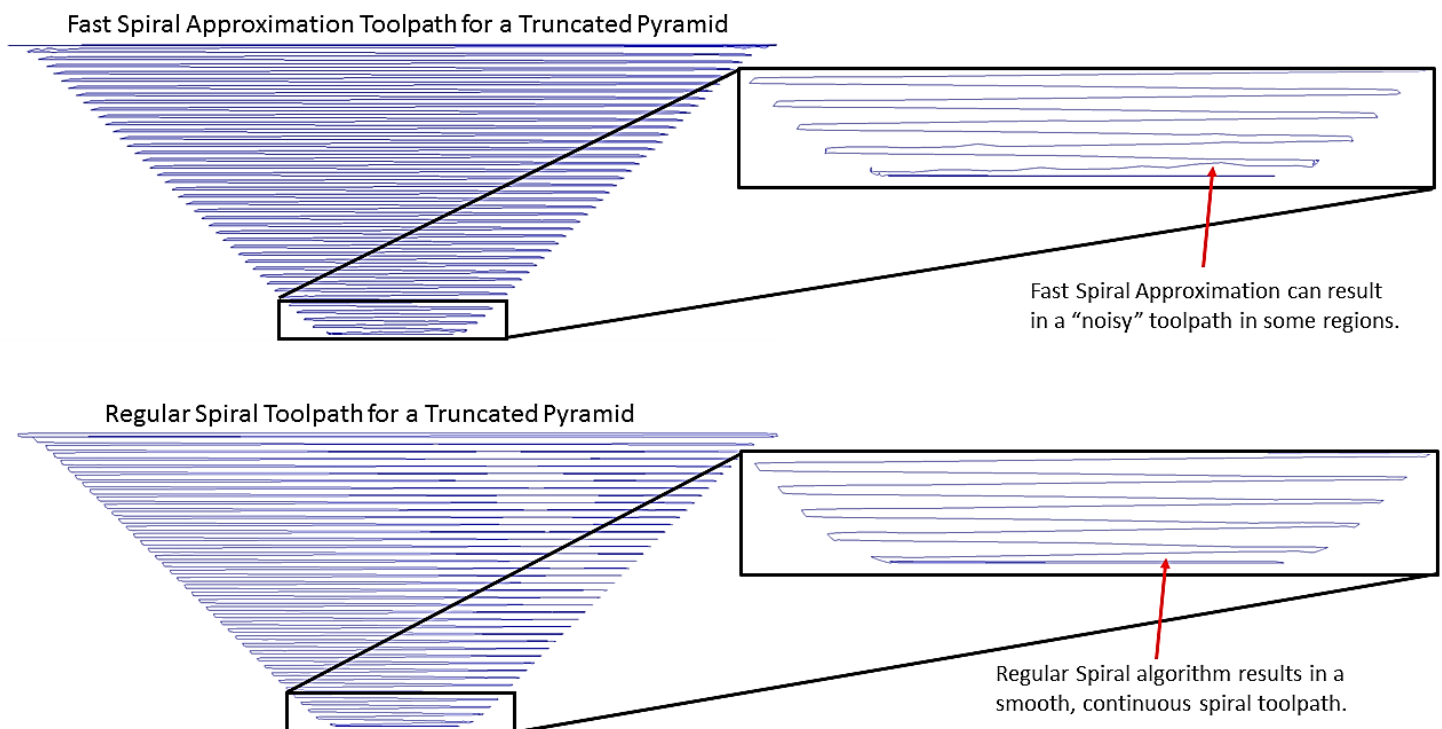 Fast Spiral Approximation Toolpath for a Truncated Pyramid
Fast Spiral Approximation can result
in a “noisy” toolpath in some regions.
Regular Spiral Toolpath for a Truncated Pyramid
Regular Spiral algorithm results in a
smooth, continuous spiral toolpath.